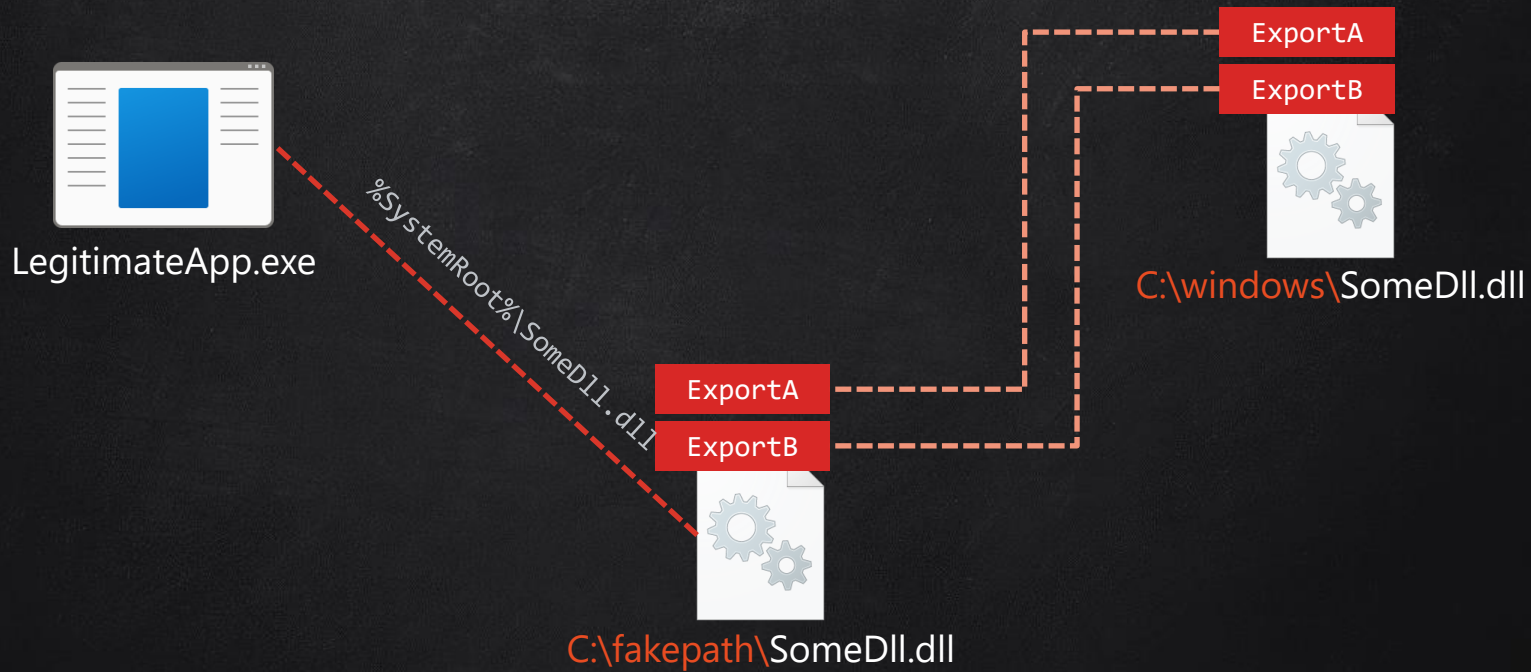 ExportA
ExportB
LegitimateApp.exe
%SystemRoot%\SomeDll.dll
C:\windows\SomeDll.dll
ExportA
ExportB
C:\fakepath\SomeDll.dll